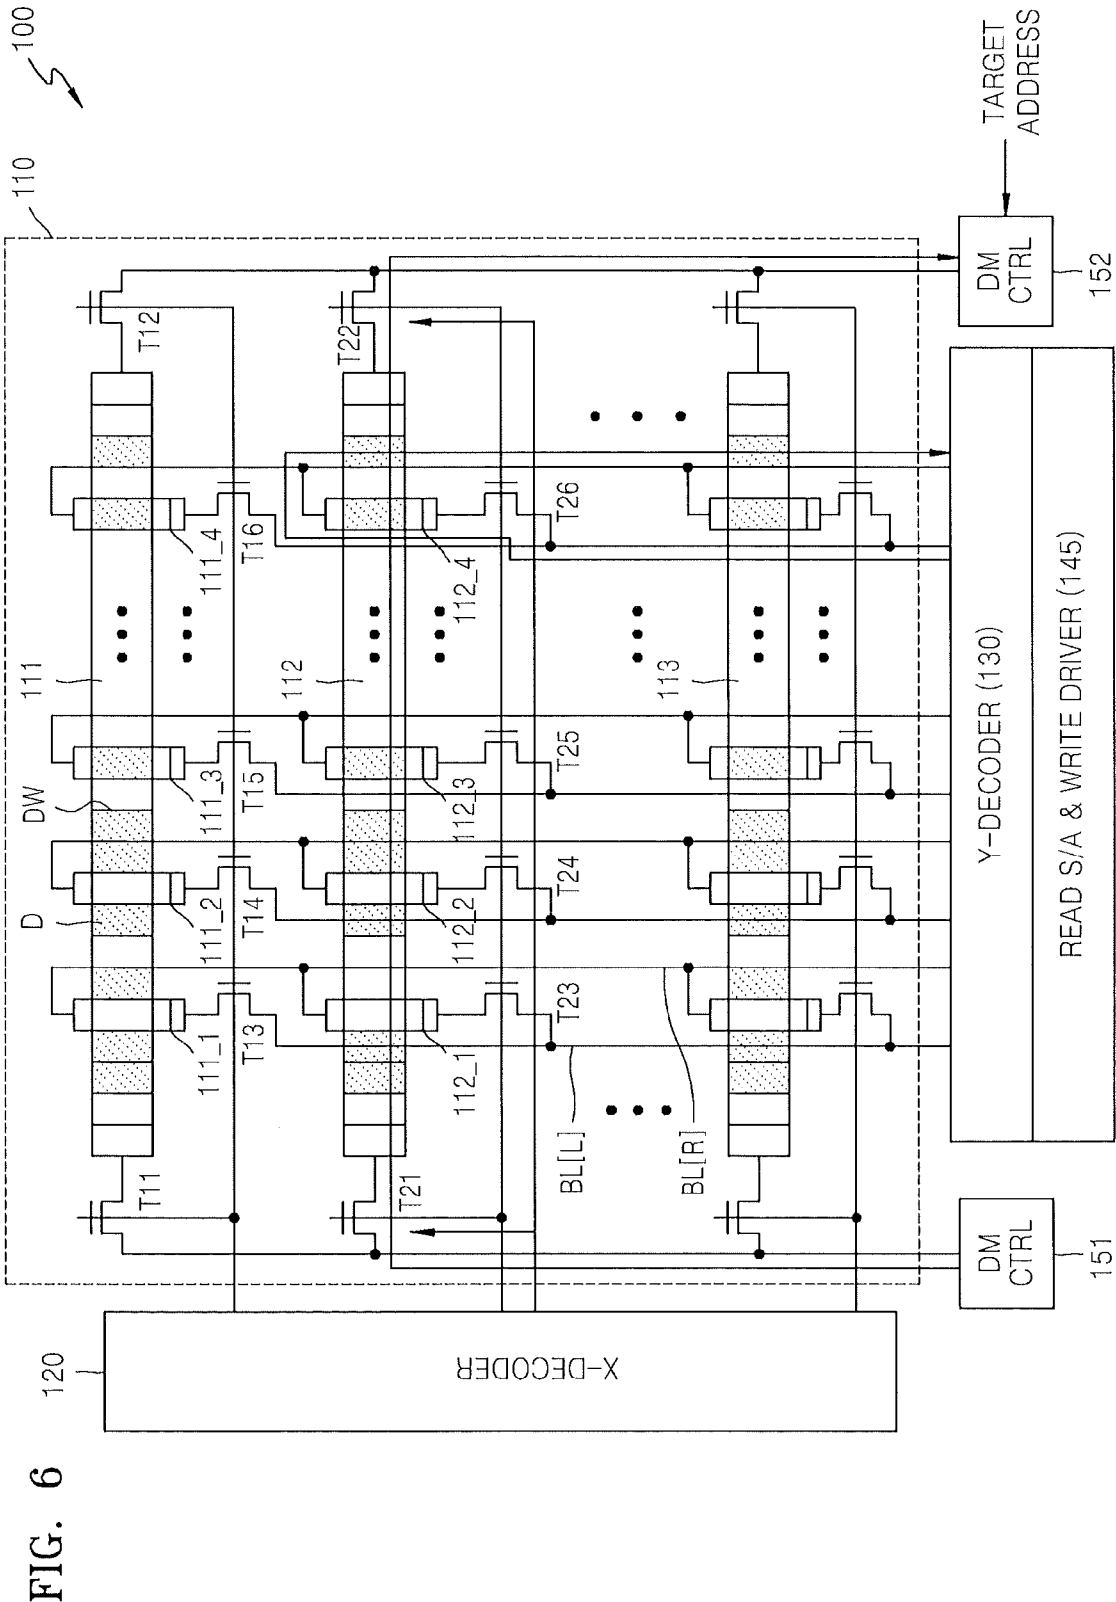 FIG. 6
100
110
120
X-DECODER
T11
T12
111
DW
D
111_1
111_2
111_3
111_4
T13
T14
T15
T16
T21
T22
112
112_1
112_2
112_3
112_4
T23
T24
T25
T26
BL[L]
BL[R]
113
DM
CTRL
151
Y-DECODER (130)
READ S/A & WRITE DRIVER (145)
DM
CTRL
152
TARGET
ADDRESS